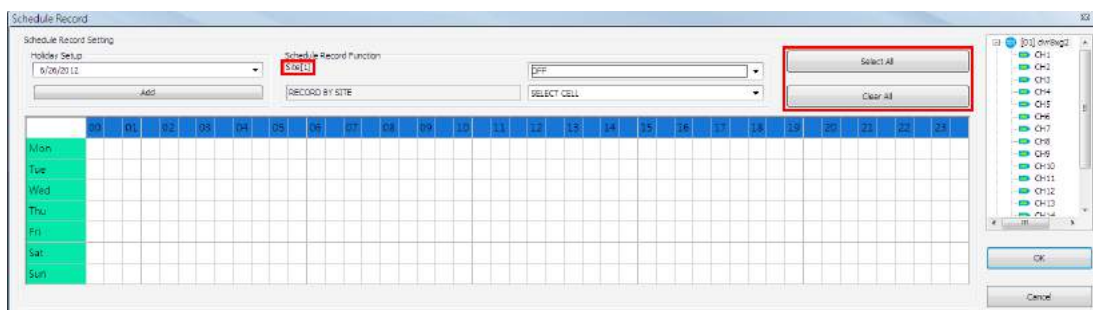 Schedule Record
Schedule Record Setting
Holiday Setup
6/26/2012
Add
Schedule Record Function
Site[1]
OFF
RECORD BY SITE
SELECT CELL
Select All
Clear All
00 01 02 03 04 05 06 07 08 09 10 11 12 13 14 15 16 17 18 19 20 21 22 23
Mon
Tue
Wed
Thu
Fri
Sat
Sun
CH1
CH2
CH3
CH4
CH5
CH6
CH7
CH8
CH9
CH10
CH11
CH12
CH13
CH14
OK
Cancel